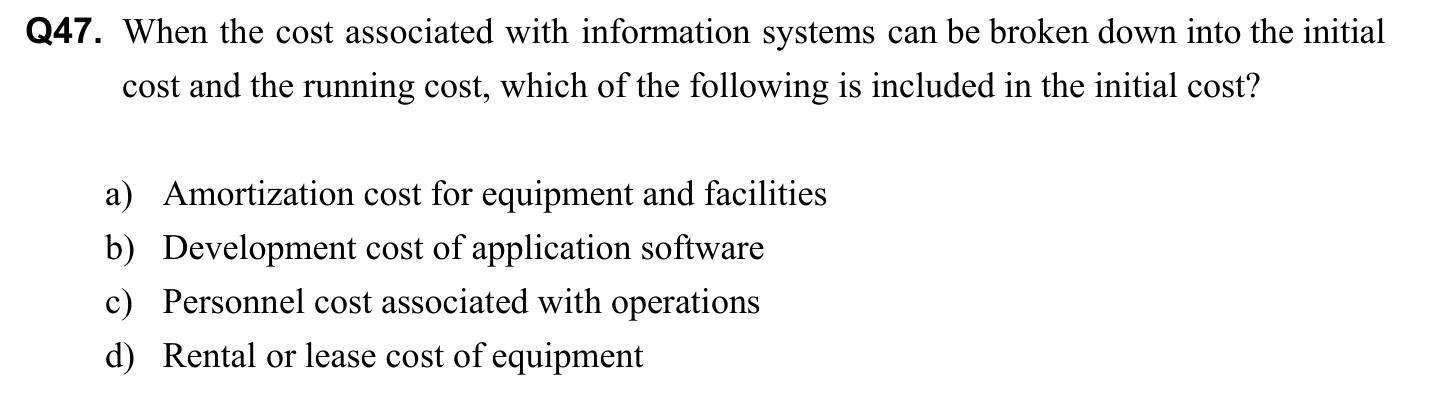 Q47. When the cost associated with information systems can be broken down into the initial
cost and the running cost, which of the following is included in the initial cost?
a) Amortization cost for equipment and facilities
b) Development cost of application software
c) Personnel cost associated with operations
d) Rental or lease cost of equipment